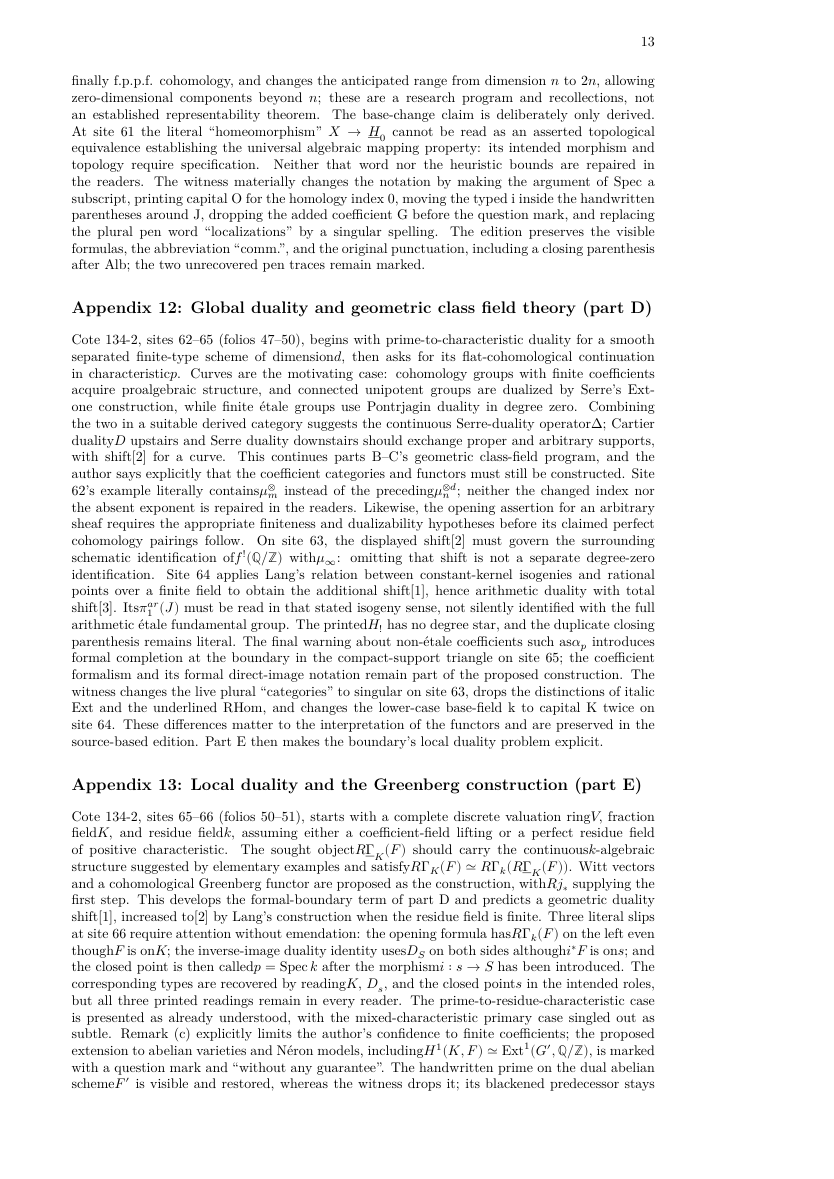 13
finally f.p.p.f. cohomology, and changes the anticipated range from dimension n to 2n, allowing
zero-dimensional components beyond n; these are a research program and recollections, not
an established representability theorem. The base-change claim is deliberately only derived.
At site 61 the literal “homeomorphism” X → H̲₀ cannot be read as an asserted topological
equivalence establishing the universal algebraic mapping property: its intended morphism and
topology require specification. Neither that word nor the heuristic bounds are repaired in
the readers. The witness materially changes the notation by making the argument of Spec a
subscript, printing capital O for the homology index 0, moving the typed i inside the handwritten
parentheses around J, dropping the added coefficient G before the question mark, and replacing
the plural pen word “localizations” by a singular spelling. The edition preserves the visible
formulas, the abbreviation “comm.”, and the original punctuation, including a closing parenthesis
after Alb; the two unrecovered pen traces remain marked.
Appendix 12: Global duality and geometric class field theory (part D)
Cote 134-2, sites 62–65 (folios 47–50), begins with prime-to-characteristic duality for a smooth
separated finite-type scheme of dimensiond, then asks for its flat-cohomological continuation
in characteristicp. Curves are the motivating case: cohomology groups with finite coefficients
acquire proalgebraic structure, and connected unipotent groups are dualized by Serre’s Ext-
one construction, while finite étale groups use Pontrjagin duality in degree zero. Combining
the two in a suitable derived category suggests the continuous Serre-duality operatorΔ; Cartier
dualityD upstairs and Serre duality downstairs should exchange proper and arbitrary supports,
with shift[2] for a curve. This continues parts B–C’s geometric class-field program, and the
author says explicitly that the coefficient categories and functors must still be constructed. Site
62’s example literally containsμ_m^⊗ instead of the precedingμ_n^{⊗d}; neither the changed index nor
the absent exponent is repaired in the readers. Likewise, the opening assertion for an arbitrary
sheaf requires the appropriate finiteness and dualizability hypotheses before its claimed perfect
cohomology pairings follow. On site 63, the displayed shift[2] must govern the surrounding
schematic identification off^!(ℚ/ℤ) withμ_∞: omitting that shift is not a separate degree-zero
identification. Site 64 applies Lang’s relation between constant-kernel isogenies and rational
points over a finite field to obtain the additional shift[1], hence arithmetic duality with total
shift[3]. Itsπ_1^{ar}(J) must be read in that stated isogeny sense, not silently identified with the full
arithmetic étale fundamental group. The printedH_! has no degree star, and the duplicate closing
parenthesis remains literal. The final warning about non-étale coefficients such asα_p introduces
formal completion at the boundary in the compact-support triangle on site 65; the coefficient
formalism and its formal direct-image notation remain part of the proposed construction. The
witness changes the live plural “categories” to singular on site 63, drops the distinctions of italic
Ext and the underlined RHom, and changes the lower-case base-field k to capital K twice on
site 64. These differences matter to the interpretation of the functors and are preserved in the
source-based edition. Part E then makes the boundary’s local duality problem explicit.
Appendix 13: Local duality and the Greenberg construction (part E)
Cote 134-2, sites 65–66 (folios 50–51), starts with a complete discrete valuation ringV, fraction
fieldK, and residue fieldk, assuming either a coefficient-field lifting or a perfect residue field
of positive characteristic. The sought objectRΓ̲_K(F) should carry the continuousk-algebraic
structure suggested by elementary examples and satisfyRΓ_K(F) ≃ RΓ_k(RΓ̲_K(F)). Witt vectors
and a cohomological Greenberg functor are proposed as the construction, withRj_* supplying the
first step. This develops the formal-boundary term of part D and predicts a geometric duality
shift[1], increased to[2] by Lang’s construction when the residue field is finite. Three literal slips
at site 66 require attention without emendation: the opening formula hasRΓ_k(F) on the left even
thoughF is onK; the inverse-image duality identity usesD_S on both sides althoughi^*F is ons; and
the closed point is then calledp = Spec k after the morphismi : s → S has been introduced. The
corresponding types are recovered by readingK, D_s, and the closed points in the intended roles,
but all three printed readings remain in every reader. The prime-to-residue-characteristic case
is presented as already understood, with the mixed-characteristic primary case singled out as
subtle. Remark (c) explicitly limits the author’s confidence to finite coefficients; the proposed
extension to abelian varieties and Néron models, includingH¹(K, F) ≃ Ext¹(G′, ℚ/ℤ), is marked
with a question mark and “without any guarantee”. The handwritten prime on the dual abelian
schemeF′ is visible and restored, whereas the witness drops it; its blackened predecessor stays